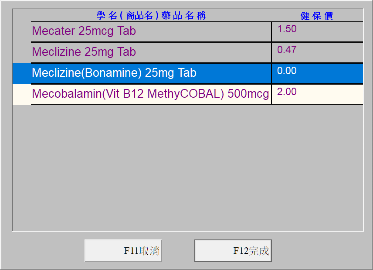 學名(商品名)藥品名稱 健保價
Mecater 25mcg Tab 1.50
Meclizine 25mg Tab 0.47
Meclizine(Bonamine) 25mg Tab 0.00
Mecobalamin(Vit B12 MethyCOBAL) 500mcg 2.00
F11取消 F12完成